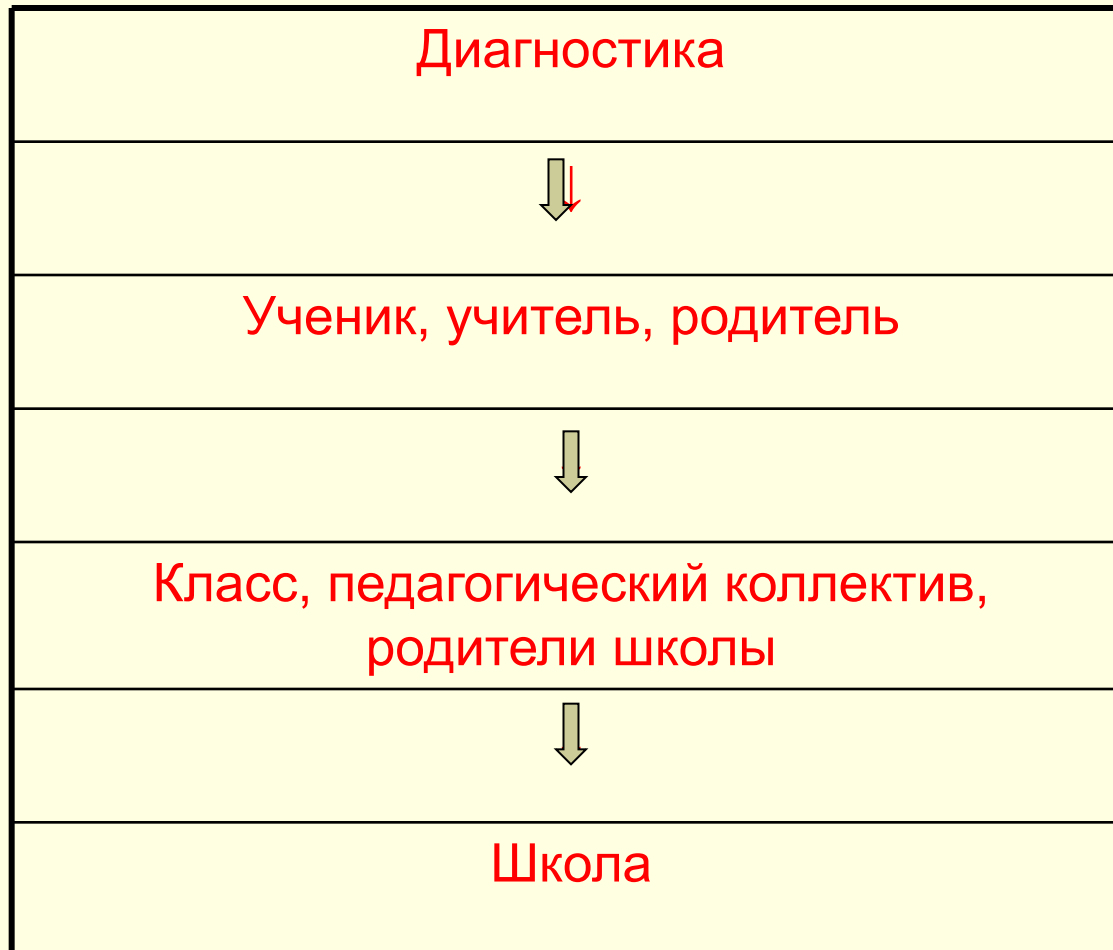 Диагностика
↓
Ученик, учитель, родитель
Класс, педагогический коллектив,
родители школы
Школа